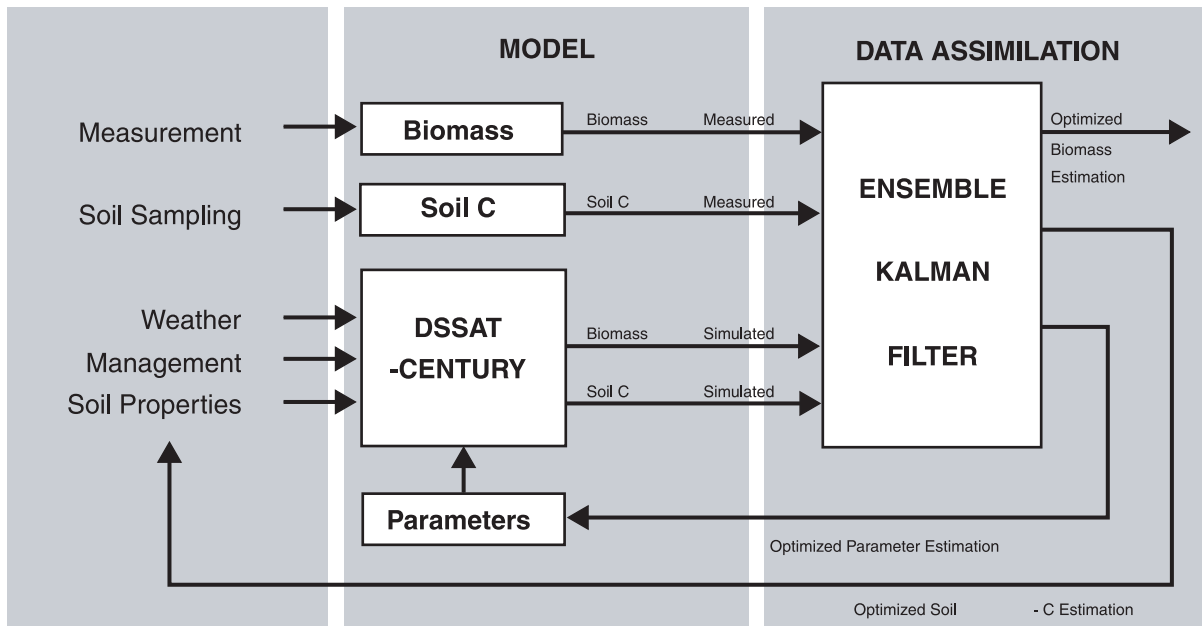 MODEL
DATA ASSIMILATION
Measurement
Biomass
Biomass Measured
Optimized
Biomass
Estimation
Soil Sampling
Soil C
Soil C Measured
ENSEMBLE
KALMAN
FILTER
Weather
Management
Soil Properties
DSSAT
-CENTURY
Biomass Simulated
Soil C Simulated
Parameters
Optimized Parameter Estimation
Optimized Soil - C Estimation